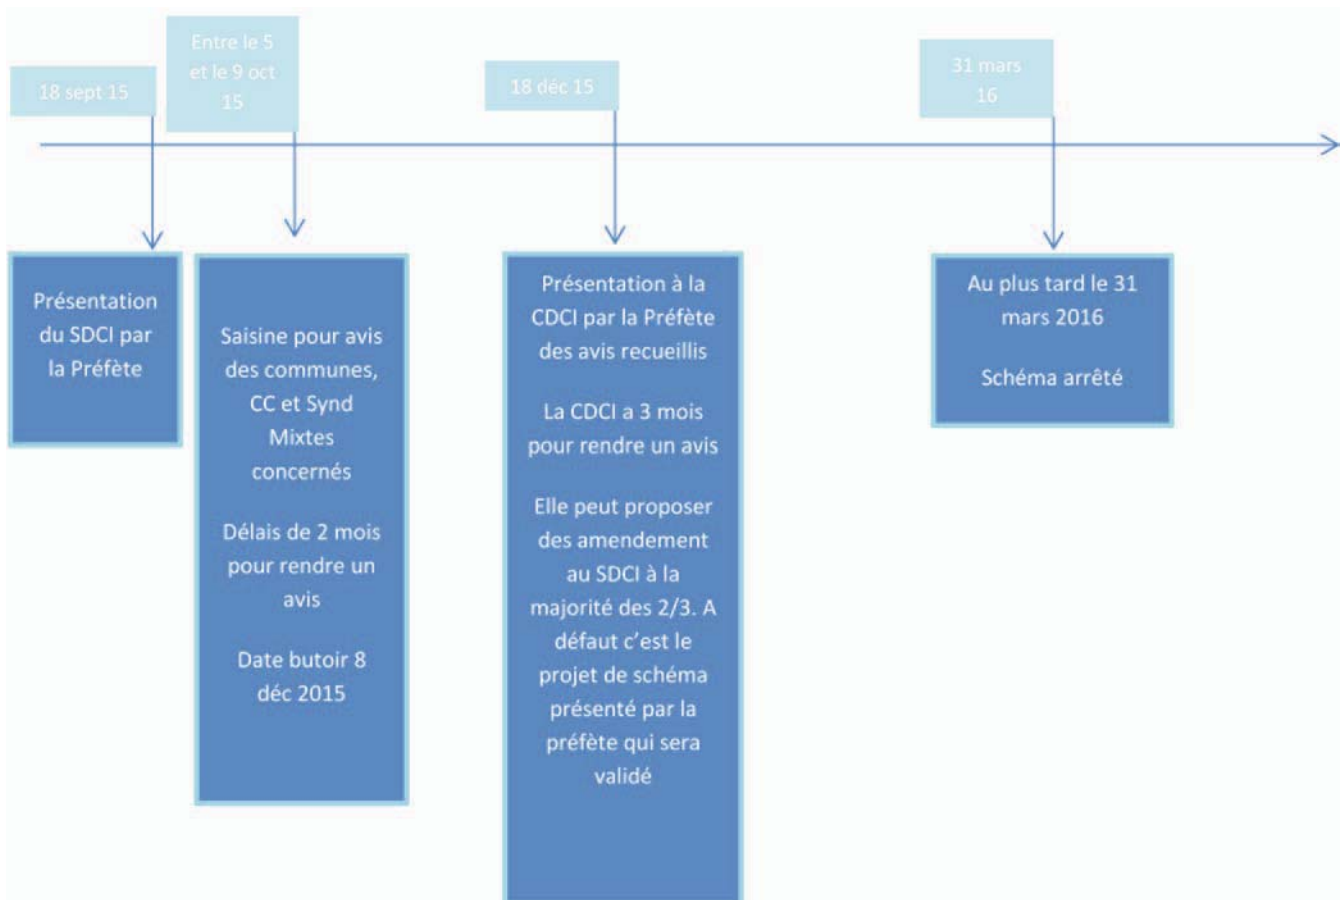 18 sept 15
Entre le 5
et le 9 oct
15
18 déc 15
31 mars
16
Présentation
du SDCI par
la Préfète
Saisine pour avis
des communes,
CC et Synd
Mixtes
concernés
Délais de 2 mois
pour rendre un
avis
Date butoir 8
déc 2015
Présentation à la
CDCI par la Préfète
des avis recueillis
La CDCI a 3 mois
pour rendre un avis
Elle peut proposer
des amendement
au SDCI à la
majorité des 2/3. A
défaut c’est le
projet de schéma
présenté par la
préfète qui sera
validé
Au plus tard le 31
mars 2016
Schéma arrêté